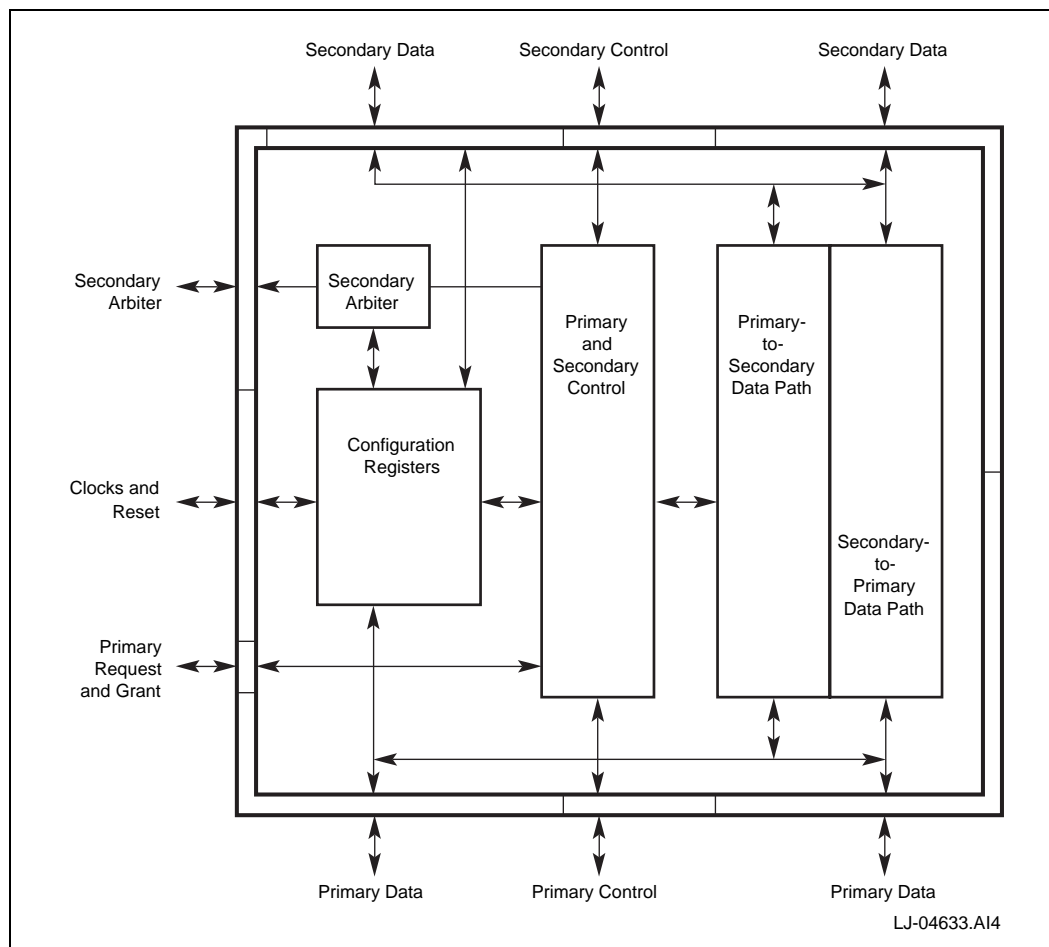 Secondary Data
Secondary Control
Secondary Data
Secondary
Arbiter
Secondary
Arbiter
Primary
and
Secondary
Control
Primary-
to-
Secondary
Data Path
Configuration
Registers
Clocks and
Reset
Secondary-
to-
Primary
Data Path
Primary
Request
and Grant
Primary Data
Primary Control
Primary Data
LJ-04633.AI4